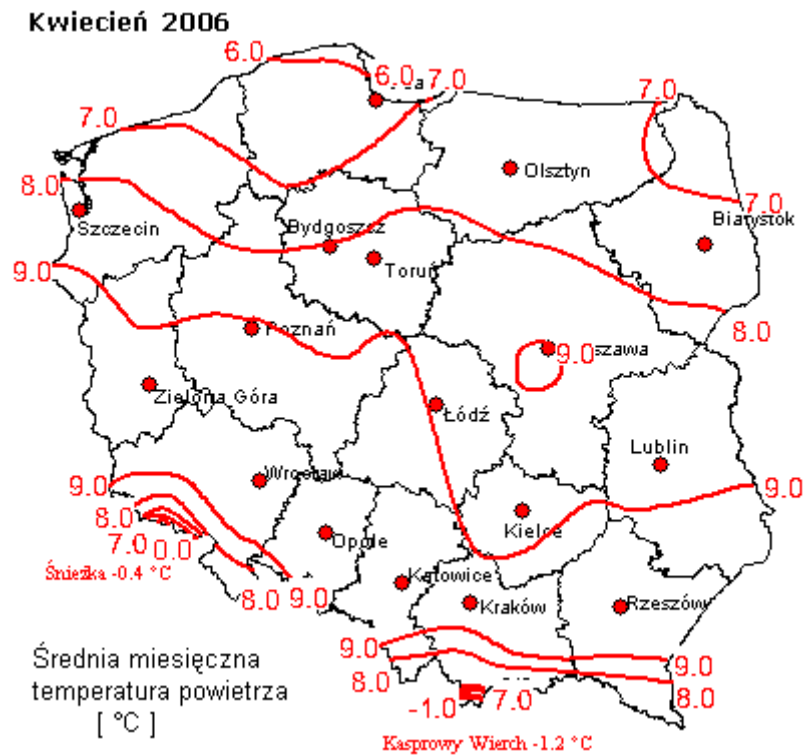 Kwiecień 2006
6.0
6.0
7.0
7.0
7.0
Olsztyn
8.0
7.0
Szczecin
Bydgoszcz
Białystok
Toruń
9.0
8.0
Poznań
9.0
Zielona Góra
Łódź
Lublin
9.0
Wrocław
9.0
8.0
Kielce
7.0
0.0
Opole
Śnieżka -0.4 °C
Katowice
8.0
9.0
Kraków
Rzeszów
9.0
9.0
8.0
8.0
-1.0
7.0
Średnia miesięczna
temperatura powietrza
[ °C ]
Kasprowy Wierch -1.2 °C